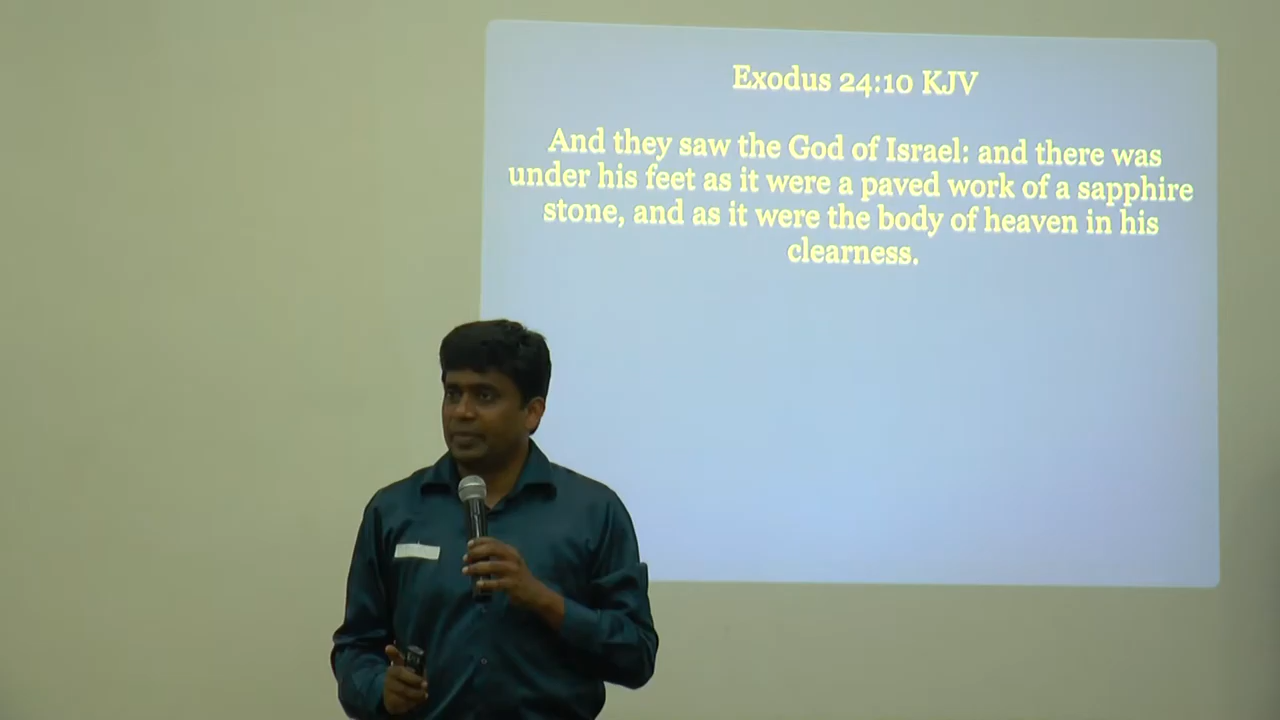 Exodus 24:10 KJV
And they saw the God of Israel: and there was
under his feet as it were a paved work of a sapphire
stone, and as it were the body of heaven in his
clearness.